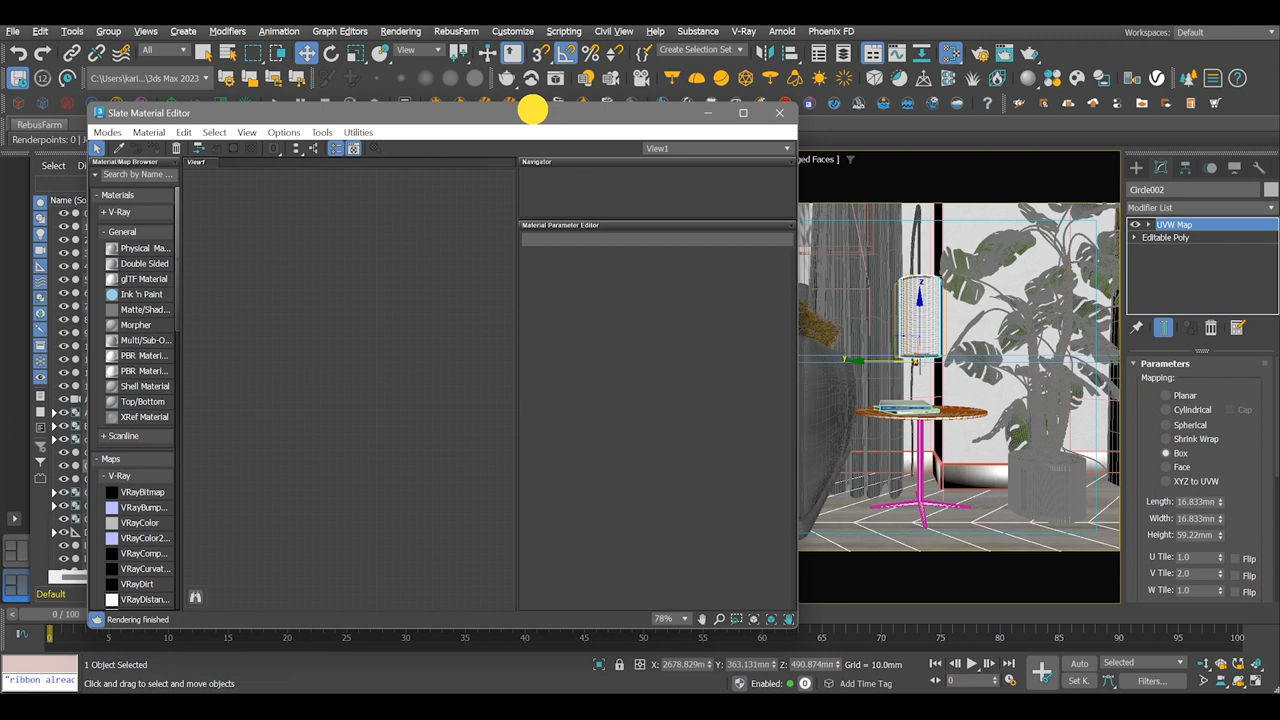 File Edit Tools Group Views Create Modifiers Animation Graph Editors Rendering RebusFarm Customize Scripting Civil View Help Substance V-Ray Arnold Phoenix FD Workspaces: Default
All View Create Selection Set
C:\Users\karl...\3ds Max 2023
RebusFarm
Renderpoints: 0 | J
Slate Material Editor
Modes Material Edit Select View Options Tools Utilities
View1
Material/Map Browser View1 Navigator
Search by Name ...
Materials
+ V-Ray
- General
Physical Ma...
Double Sided
glTF Material
Ink 'n Paint
Matte/Shad...
Morpher
Multi/Sub-O...
PBR Materi...
PBR Materi...
Shell Material
Top/Bottom
XRef Material
+ Scanline
- Maps
- V-Ray
VRayBitmap
VRayBump...
VRayColor
VRayColor2...
VRayComp...
VRayCurvat...
VRayDirt
VRayDistan...
Material Parameter Editor
Rendering finished
78%
Select
Name (So
Default
ged Faces ]
z
y
Circle002
Modifier List
UVW Map
Editable Poly
Parameters
Mapping:
Planar
Cylindrical Cap
Spherical
Shrink Wrap
Box
Face
XYZ to UVW
Length: 16.833mm
Width: 16.833mm
Height: 59.22mm
U Tile: 1.0 Flip
V Tile: 2.0 Flip
W Tile: 1.0 Flip
0 / 100
0 5 10 15 20 25 30 35 40 45 50 55 60 65 70 75 80 85 90 95 100
"ribbon alreac
1 Object Selected
Click and drag to select and move objects
X: 2678.829m Y: 363.131mm Z: 490.874mm Grid = 10.0mm
Enabled: 0 Add Time Tag
0
Auto Selected
Set K. Filters...